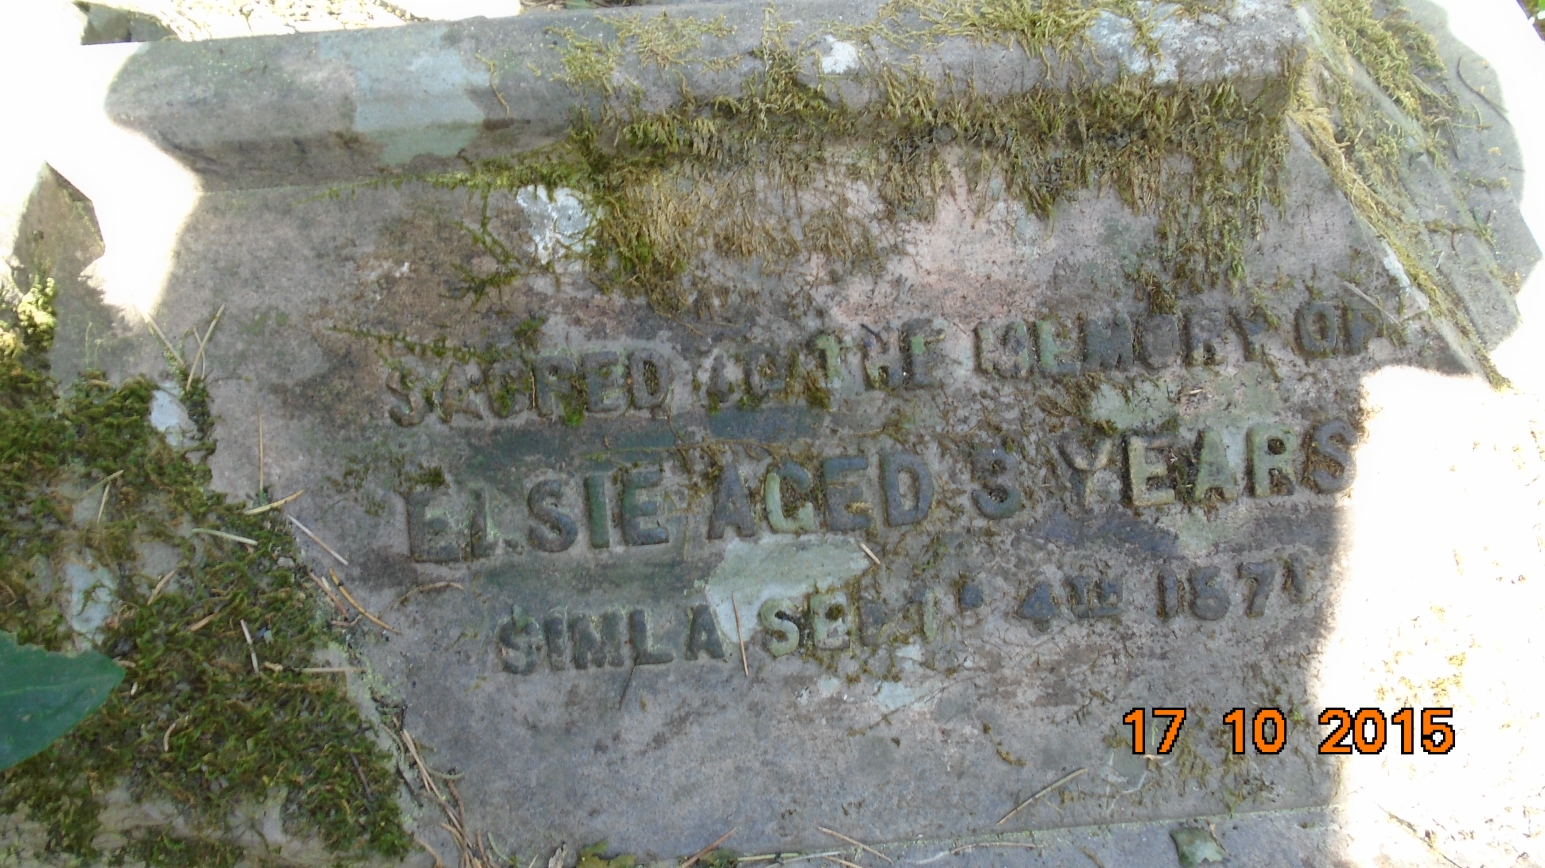 SACRED TO THE MEMORY OF
ELSIE AGED 3 YEARS
SIMLA SEPT 4TH 1871
17 10 2015